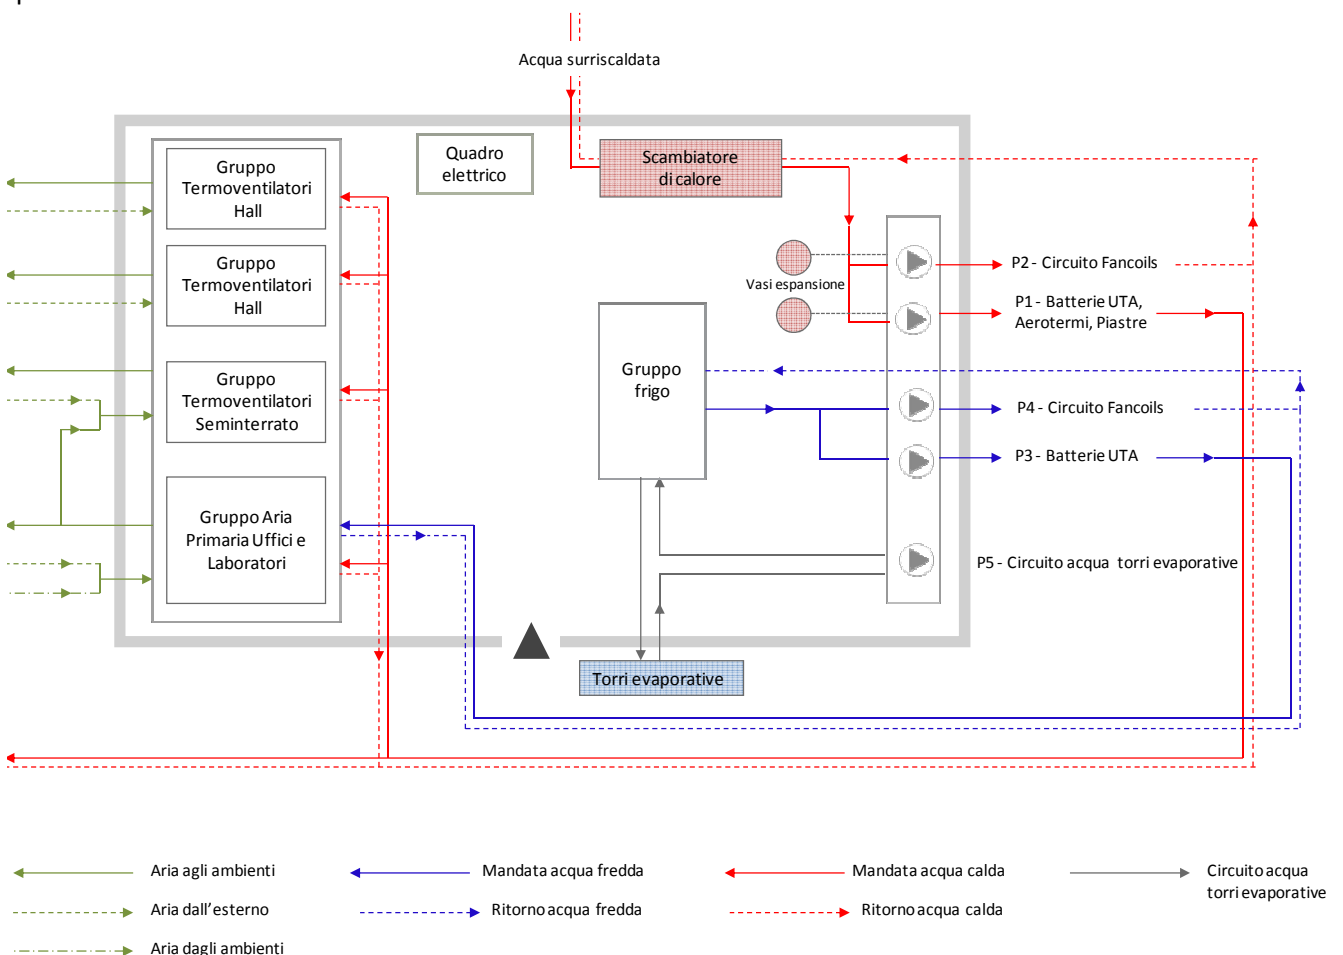 Acqua surriscaldata
Gruppo
Termoventilatori
Hall
Quadro
elettrico
Scambiatore
di calore
Gruppo
Termoventilatori
Hall
Vasi espansione
P2 - Circuito Fancoils
P1 - Batterie UTA,
Aerotermi, Piastre
Gruppo
Termoventilatori
Seminterrato
Gruppo
frigo
P4 - Circuito Fancoils
P3 - Batterie UTA
Gruppo Aria
Primaria Uffici e
Laboratori
P5 - Circuito acqua torri evaporative
Torri evaporative
Aria agli ambienti
Mandata acqua fredda
Mandata acqua calda
Circuito acqua
torri evaporative
Aria dall'esterno
Ritorno acqua fredda
Ritorno acqua calda
Aria dagli ambienti